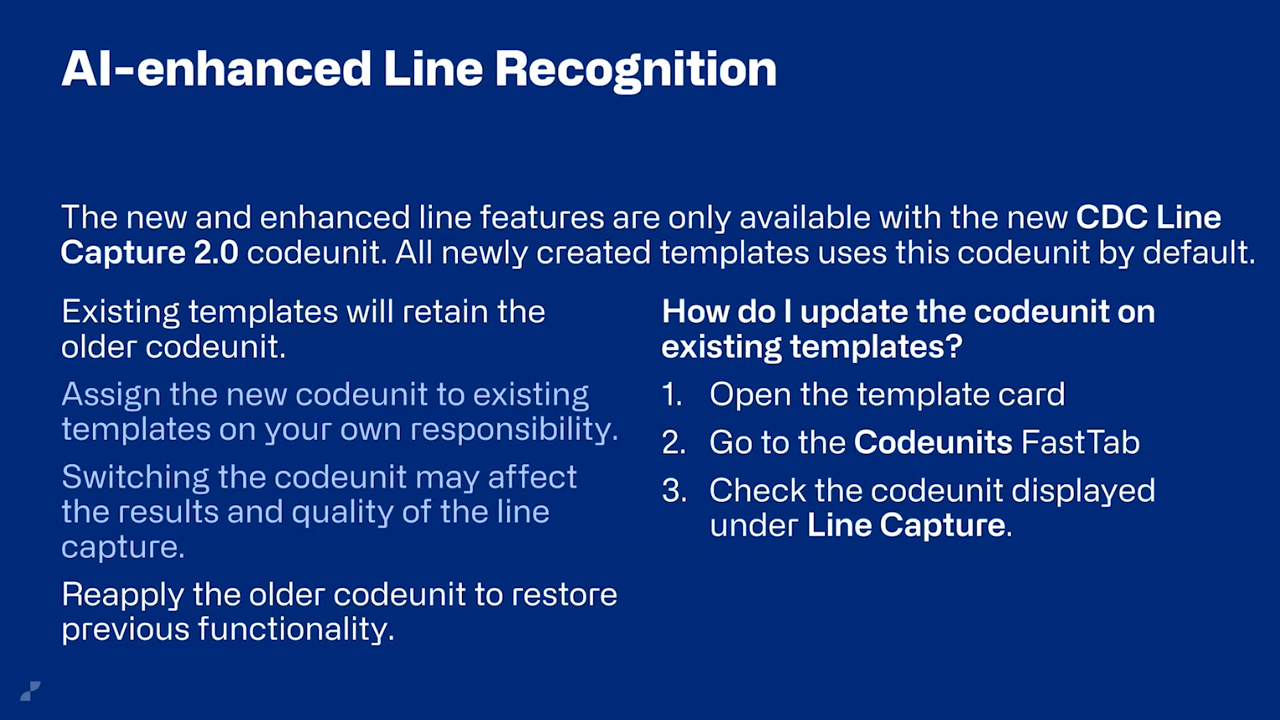 AI-enhanced Line Recognition
The new and enhanced line features are only available with the new CDC Line
Capture 2.0 codeunit. All newly created templates uses this codeunit by default.
Existing templates will retain the
older codeunit.
Assign the new codeunit to existing
templates on your own responsibility.
Switching the codeunit may affect
the results and quality of the line
capture.
Reapply the older codeunit to restore
previous functionality.
How do I update the codeunit on
existing templates?
1. Open the template card
2. Go to the Codeunits FastTab
3. Check the codeunit displayed
under Line Capture.